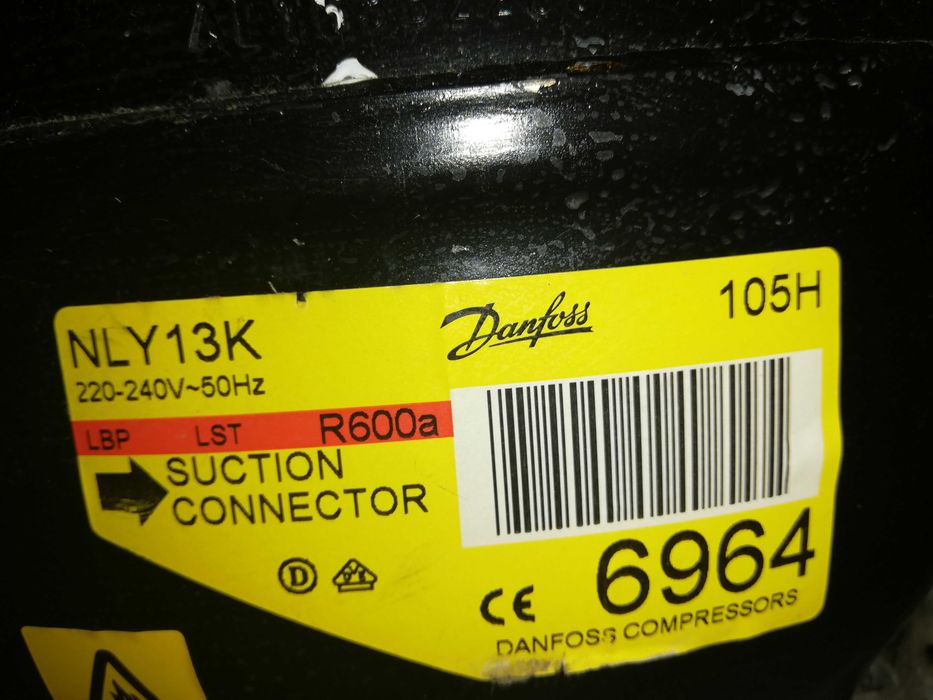 NLY13K
220-240V~50Hz
Danfoss
105H
LBP LST R600a
SUCTION
CONNECTOR
D
CE
6964
DANFOSS COMPRESSORS